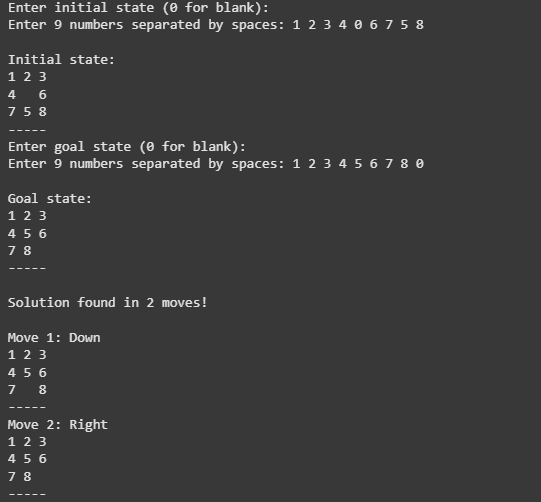 Enter initial state (0 for blank):
Enter 9 numbers separated by spaces: 1 2 3 4 0 6 7 5 8

Initial state:
1 2 3
4   6
7 5 8
-----
Enter goal state (0 for blank):
Enter 9 numbers separated by spaces: 1 2 3 4 5 6 7 8 0

Goal state:
1 2 3
4 5 6
7 8
-----

Solution found in 2 moves!

Move 1: Down
1 2 3
4 5 6
7   8
-----
Move 2: Right
1 2 3
4 5 6
7 8
-----